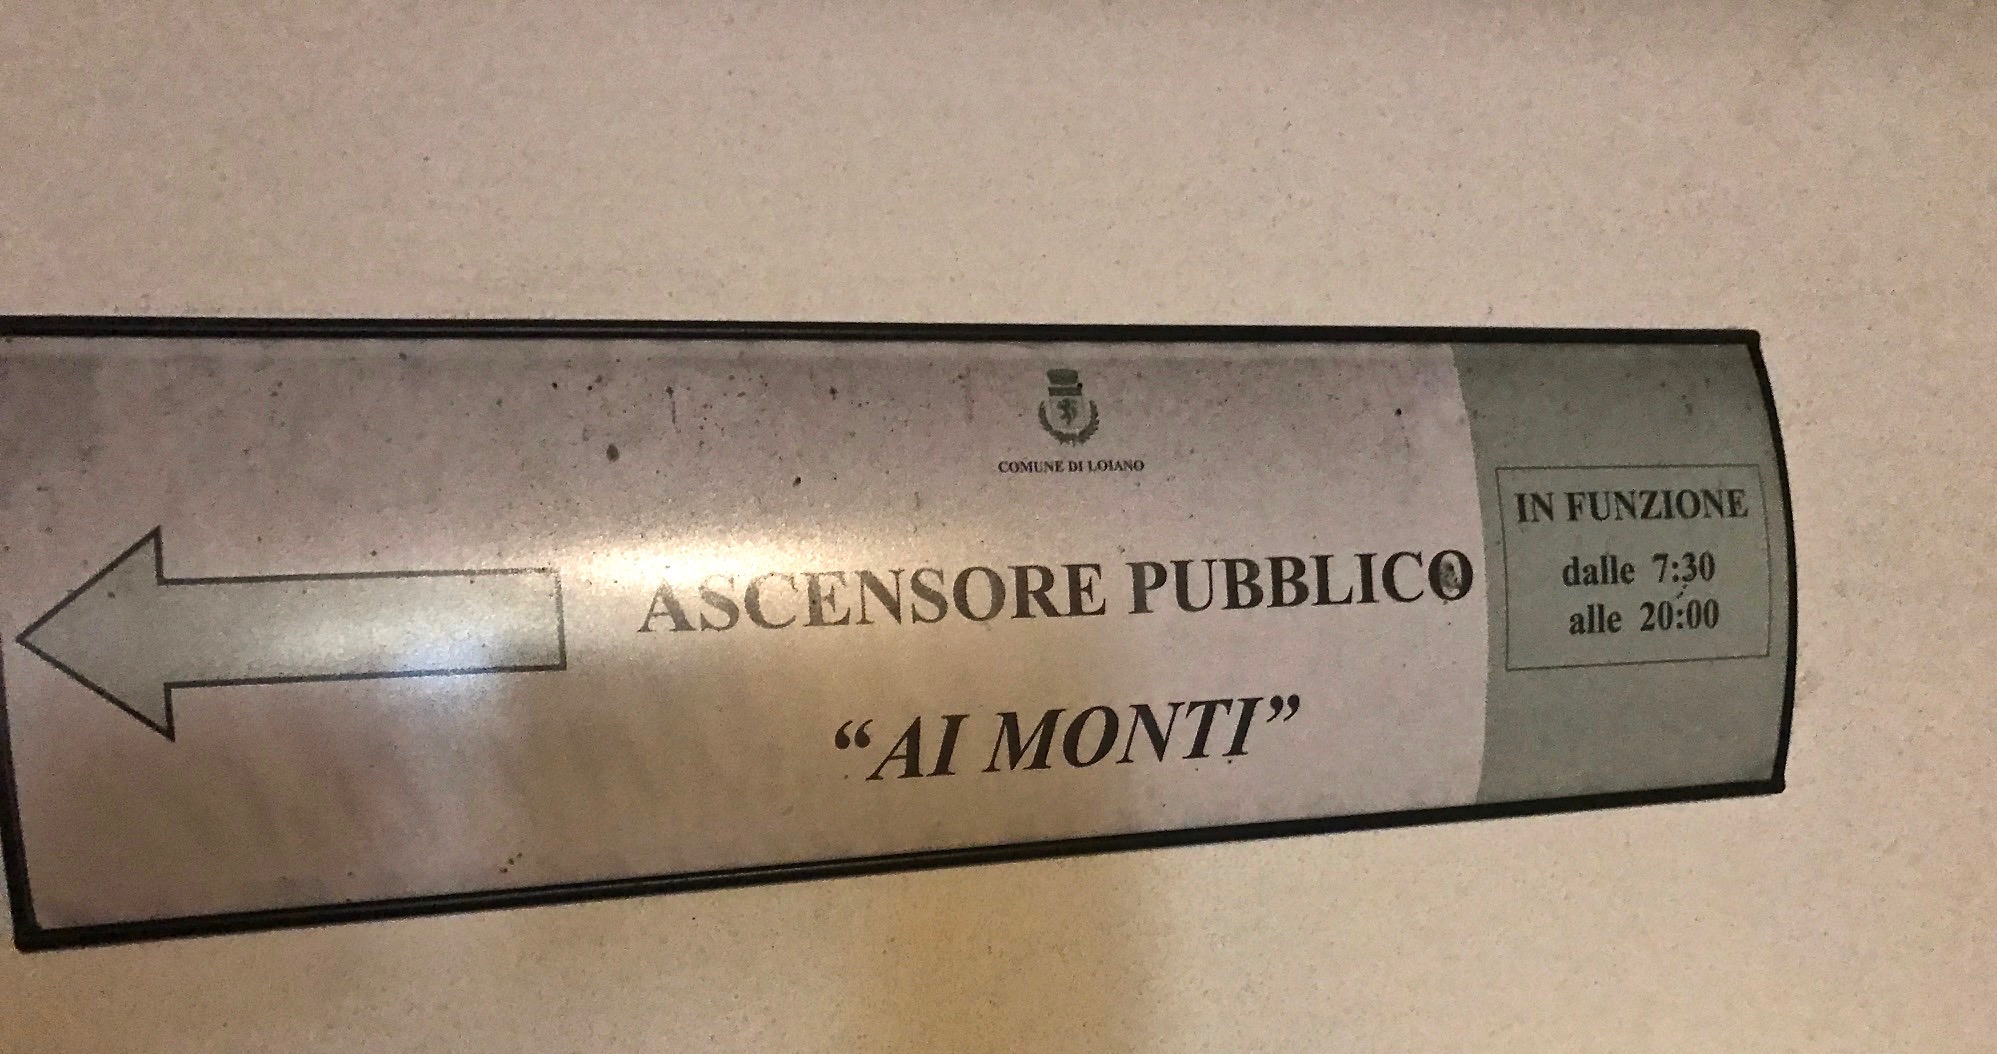 COMUNE DI LOIANO
ASCENSORE PUBBLICO
“AI MONTI”
IN FUNZIONE
dalle 7:30
alle 20:00